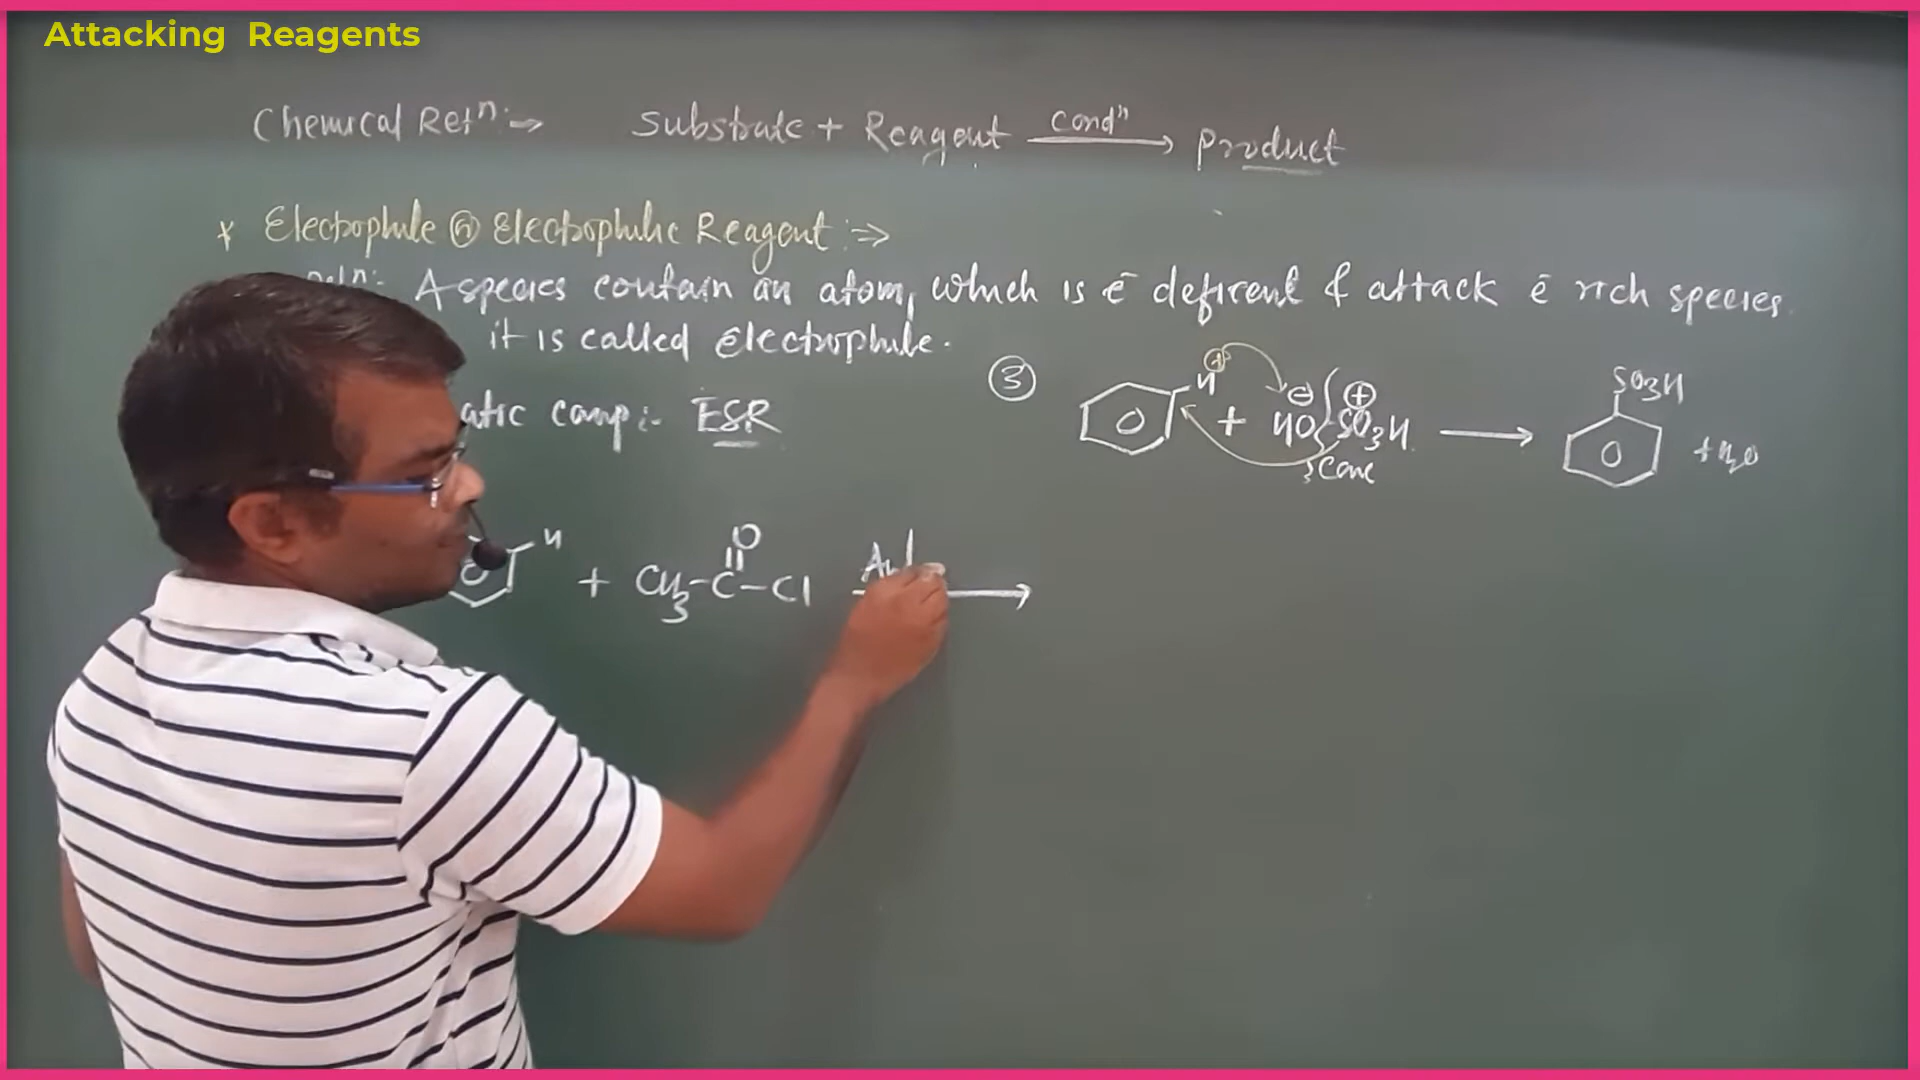 Attacking Reagents
Chemical Retn:→ Substrate + Reagent condn → Product
* Electrophile or Electrophilic Reagent :⇒
A species contain an atom, which is ē deficient & attack ē rich species.
it is called electrophile.
atic comp:- ESR
③ H ⊕ + ⊖ HO ⊕ SO3H → SO3H + H2O
Conc
H + CH3-C-Cl →
O